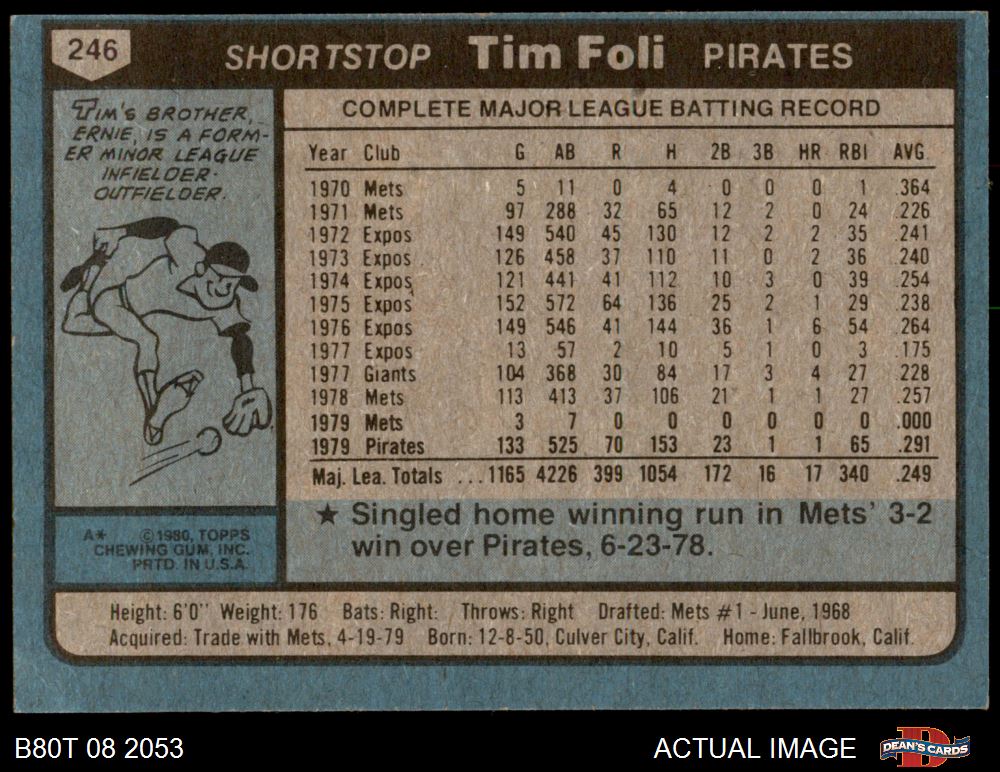 246
SHORTSTOP Tim Foli PIRATES
TIM'S BROTHER,
ERNIE, IS A FORM-
ER MINOR LEAGUE
INFIELDER-
OUTFIELDER.
COMPLETE MAJOR LEAGUE BATTING RECORD
Year Club G AB R H 2B 3B HR RBI AVG.
1970 Mets 5 11 0 4 0 0 0 1 .364
1971 Mets 97 288 32 65 12 2 0 24 .226
1972 Expos 149 540 45 130 12 2 2 35 .241
1973 Expos 126 458 37 110 11 0 2 36 .240
1974 Expos 121 441 41 112 10 3 0 39 .254
1975 Expos 152 572 64 136 25 2 1 29 .238
1976 Expos 149 546 41 144 36 1 6 54 .264
1977 Expos 13 57 2 10 5 1 0 3 .175
1977 Giants 104 368 30 84 17 3 4 27 .228
1978 Mets 113 413 37 106 21 1 1 27 .257
1979 Mets 3 7 0 0 0 0 0 0 .000
1979 Pirates 133 525 70 153 23 1 1 65 .291
Maj. Lea. Totals ...1165 4226 399 1054 172 16 17 340 .249
★ Singled home winning run in Mets' 3-2
win over Pirates, 6-23-78.
A* ©1980, TOPPS
CHEWING GUM, INC.
PRTD. IN U.S.A.
Height: 6'0" Weight: 176 Bats: Right Throws: Right Drafted: Mets #1 - June, 1968
Acquired: Trade with Mets, 4-19-79 Born: 12-8-50, Culver City, Calif. Home: Fallbrook, Calif.
B80T 08 2053 ACTUAL IMAGE DEAN'S CARDS